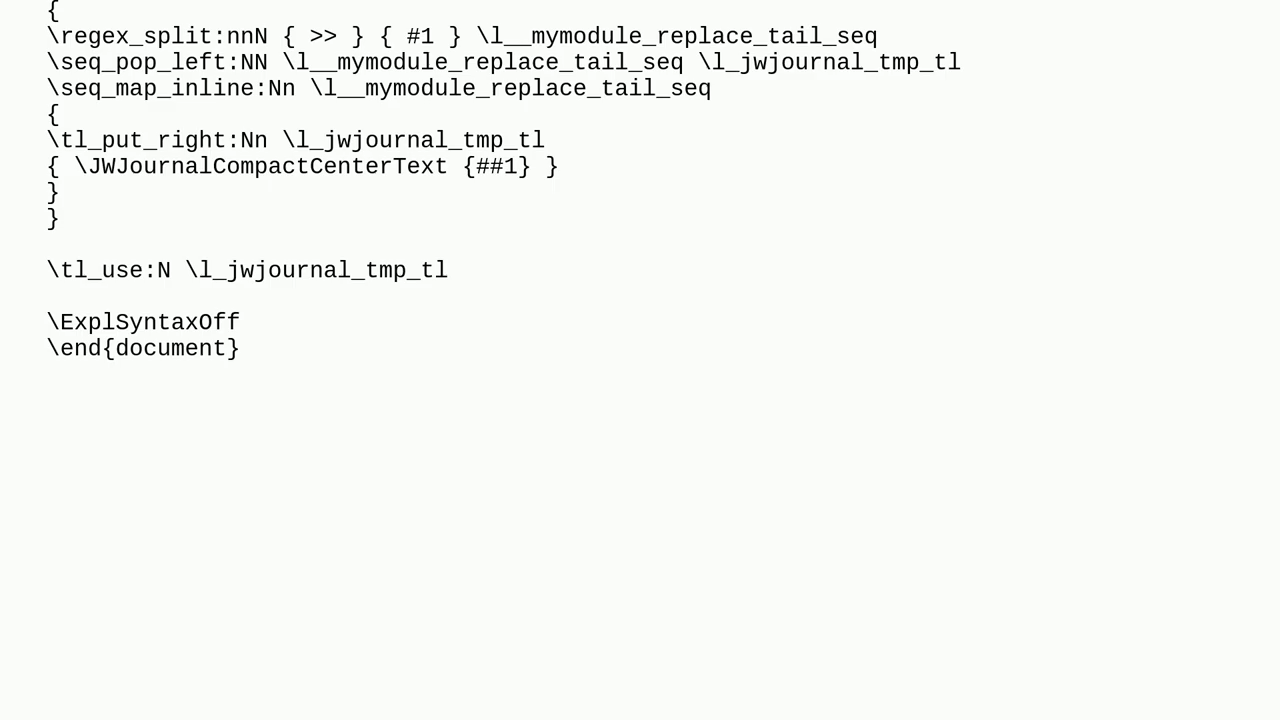 {
\regex_split:nnN { >> } { #1 } \l__mymodule_replace_tail_seq
\seq_pop_left:NN \l__mymodule_replace_tail_seq \l_jwjournal_tmp_tl
\seq_map_inline:Nn \l__mymodule_replace_tail_seq
{
\tl_put_right:Nn \l_jwjournal_tmp_tl
{ \JWJournalCompactCenterText {##1} }
}
}
\tl_use:N \l_jwjournal_tmp_tl
\ExplSyntaxOff
\end{document}